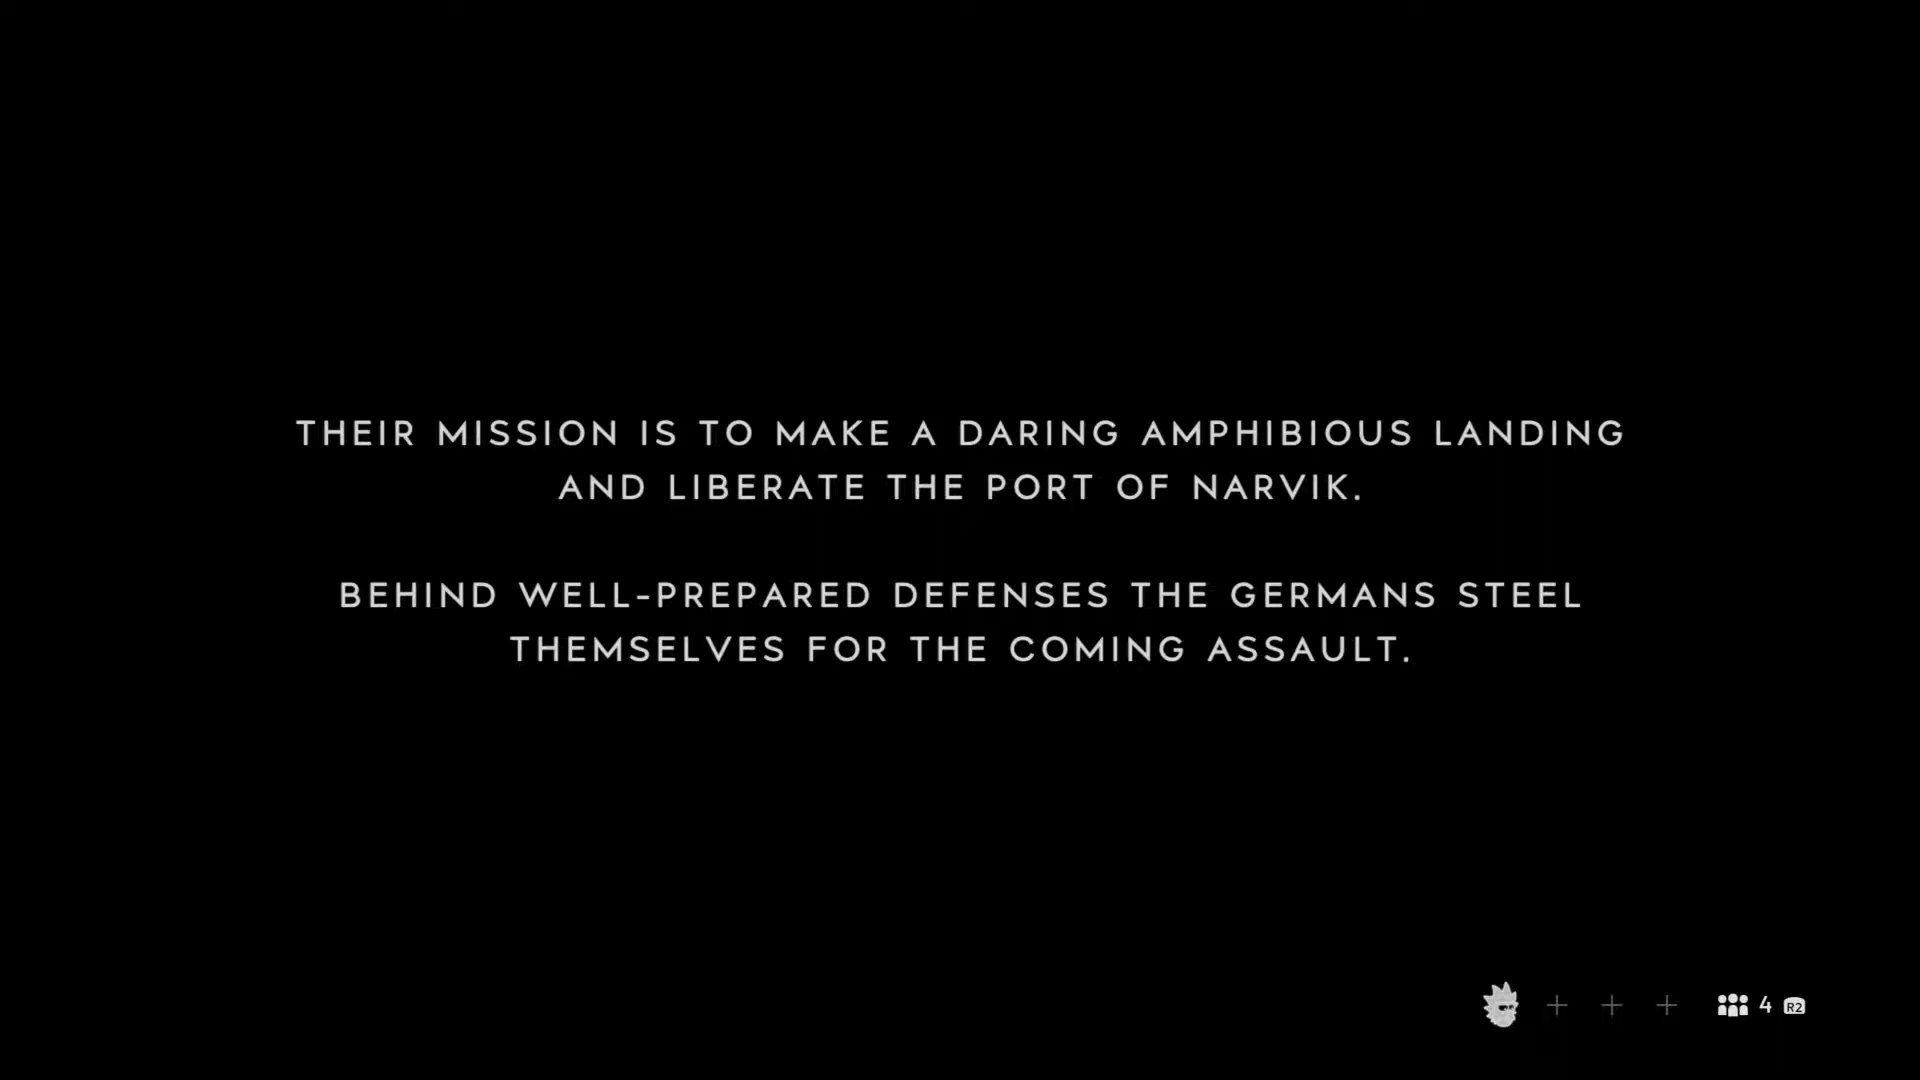 THEIR MISSION IS TO MAKE A DARING AMPHIBIOUS LANDING
AND LIBERATE THE PORT OF NARVIK.
BEHIND WELL-PREPARED DEFENSES THE GERMANS STEEL
THEMSELVES FOR THE COMING ASSAULT.
4 R2